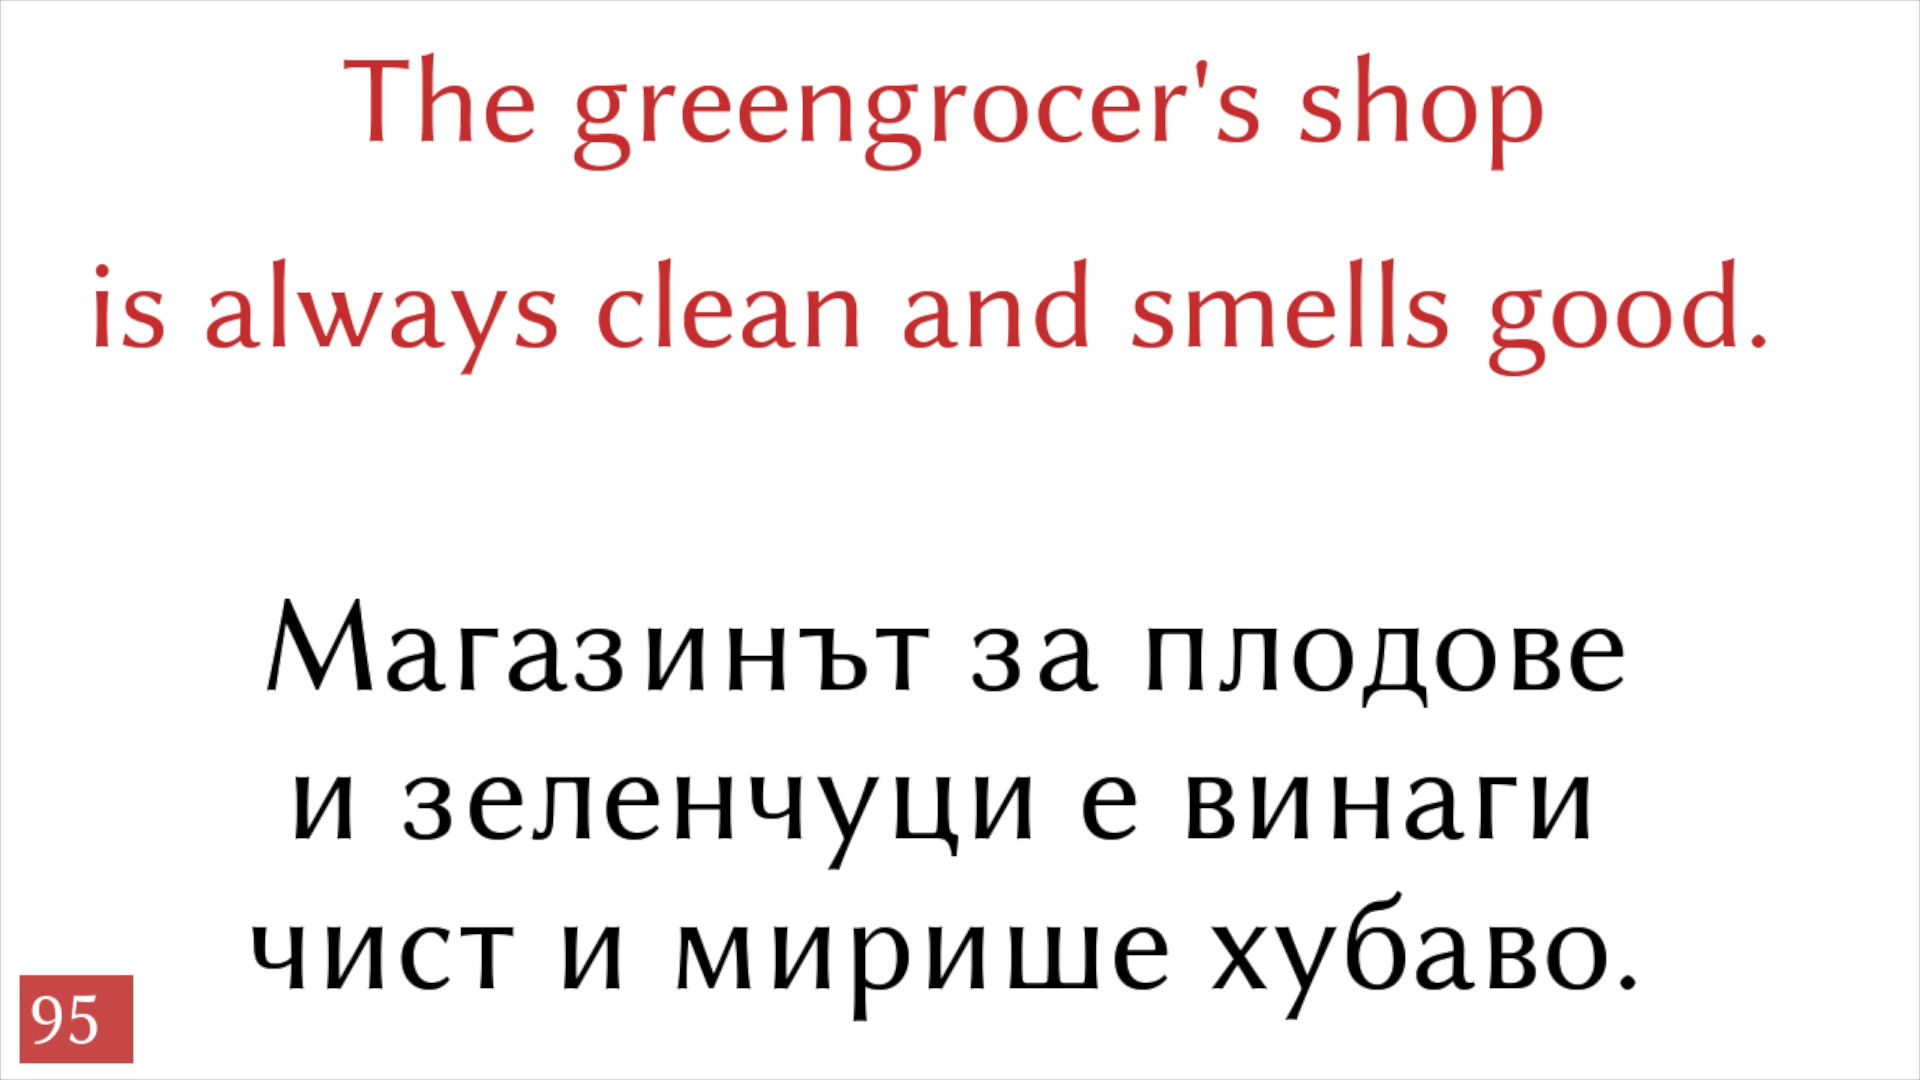 The greengrocer's shop
is always clean and smells good.
Магазинът за плодове
и зеленчуци е винаги
чист и мирише хубаво.
95